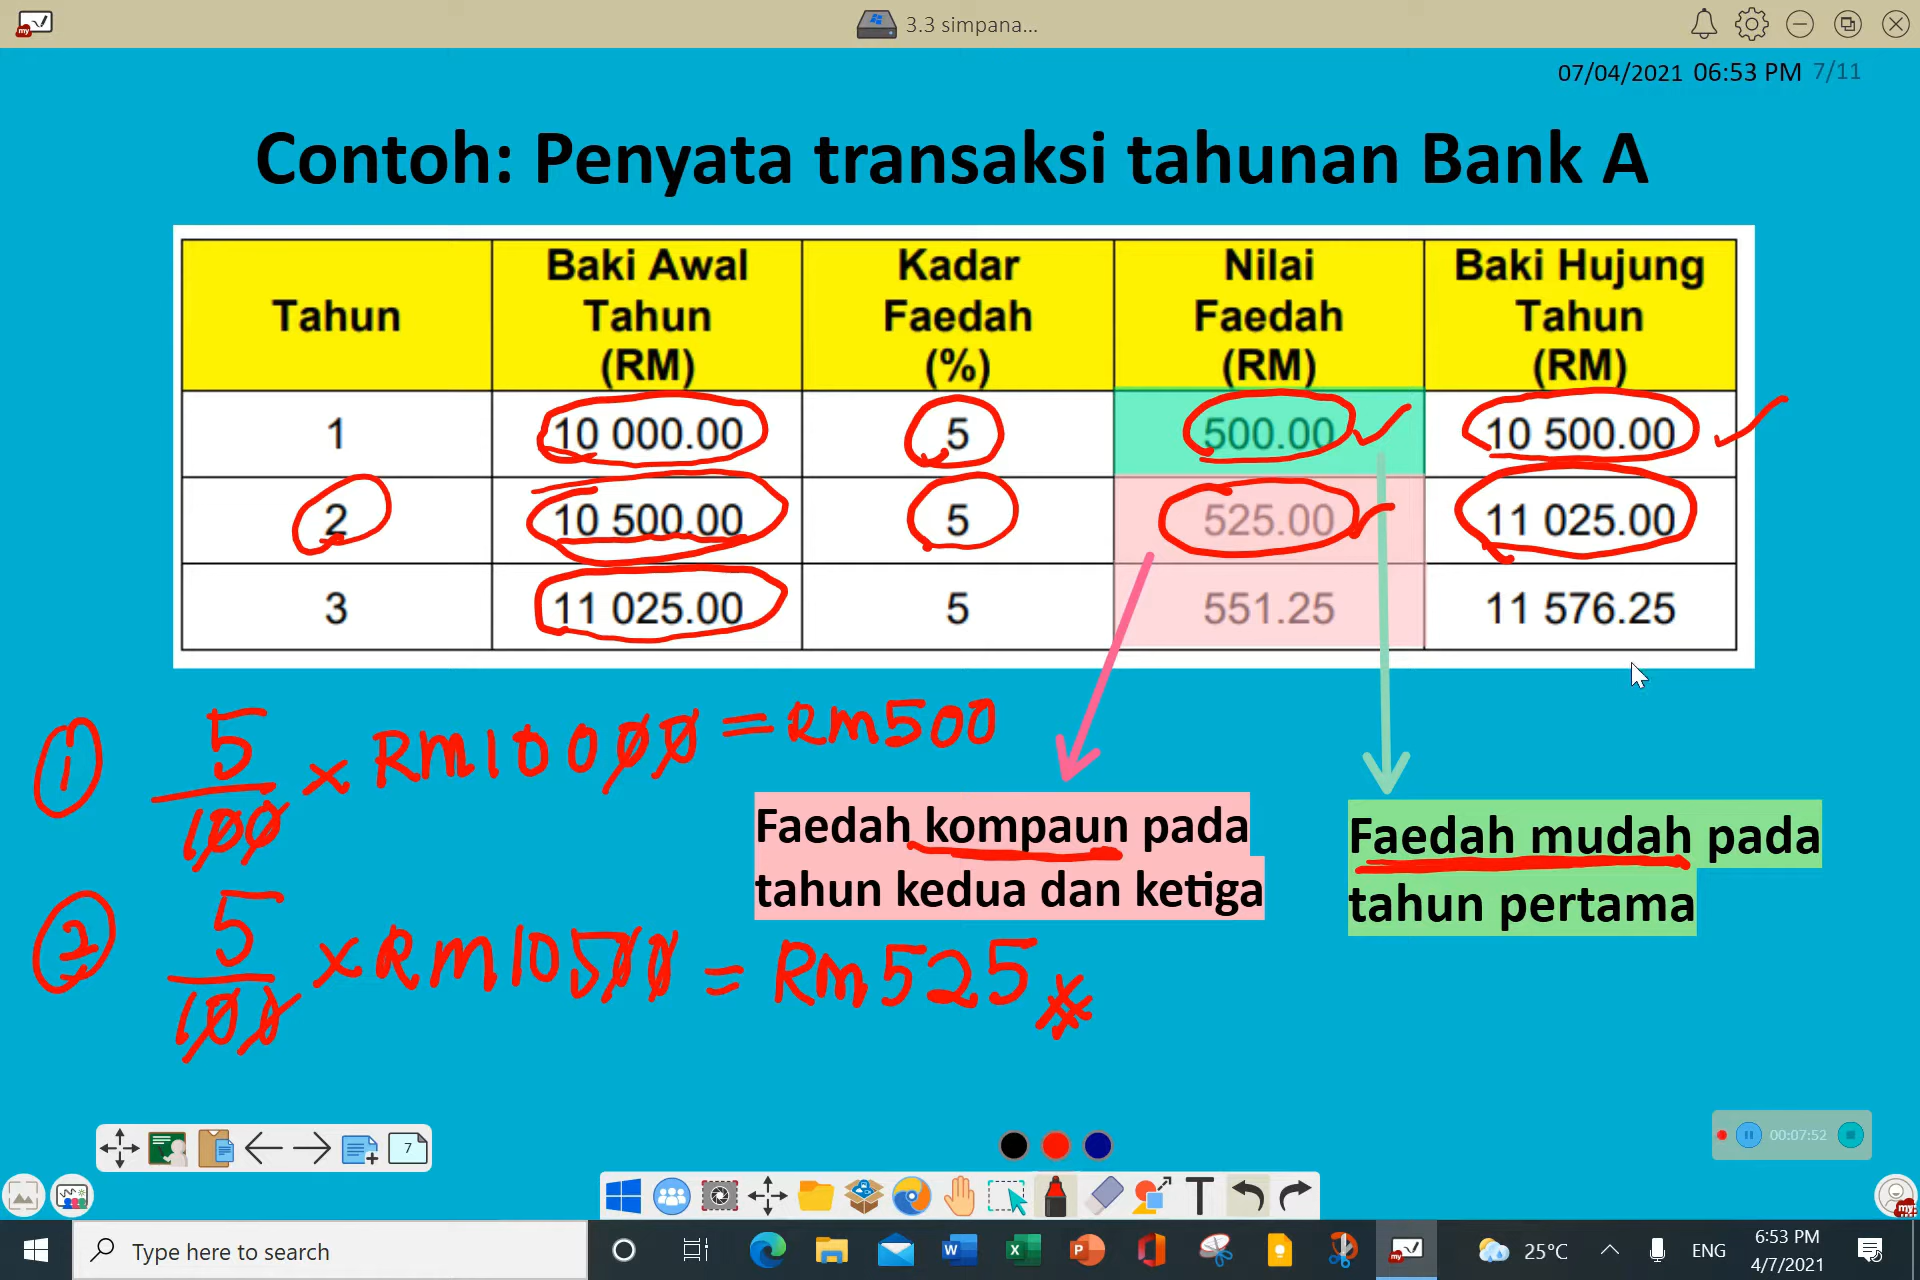 3.3 simpana...
07/04/2021 06:53 PM 7/11
Contoh: Penyata transaksi tahunan Bank A
Tahun Baki Awal Tahun (RM) Kadar Faedah (%) Nilai Faedah (RM) Baki Hujung Tahun (RM)
1 10 000.00 5 500.00 10 500.00
2 10 500.00 5 525.00 11 025.00
3 11 025.00 5 551.25 11 576.25
① 5/100 × RM10000 = RM500
Faedah kompaun pada
tahun kedua dan ketiga
Faedah mudah pada
tahun pertama
② 5/100 × RM10500 = RM525
7
00:07:52
Type here to search
25°C
ENG
6:53 PM
4/7/2021